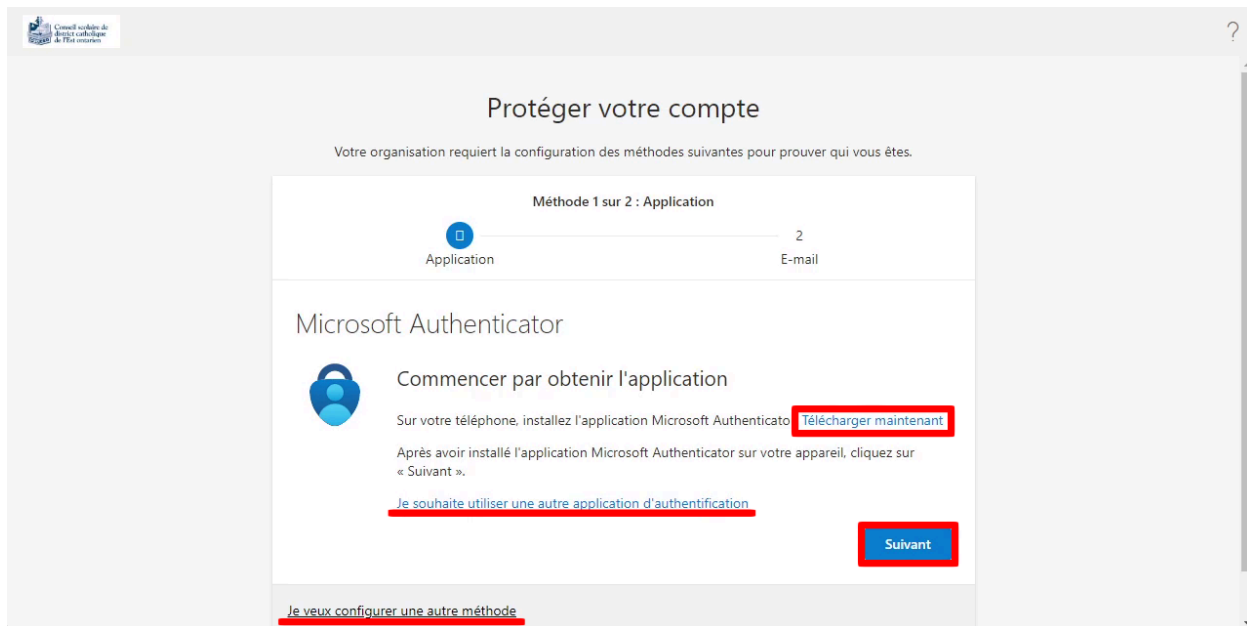 Conseil scolaire de
district catholique
de l'Est ontarien
?
Protéger votre compte
Votre organisation requiert la configuration des méthodes suivantes pour prouver qui vous êtes.
Méthode 1 sur 2 : Application
2
Application
E-mail
Microsoft Authenticator
Commencer par obtenir l'application
Sur votre téléphone, installez l'application Microsoft Authenticato Télécharger maintenant
Après avoir installé l'application Microsoft Authenticator sur votre appareil, cliquez sur
« Suivant ».
Je souhaite utiliser une autre application d'authentification
Suivant
Je veux configurer une autre méthode